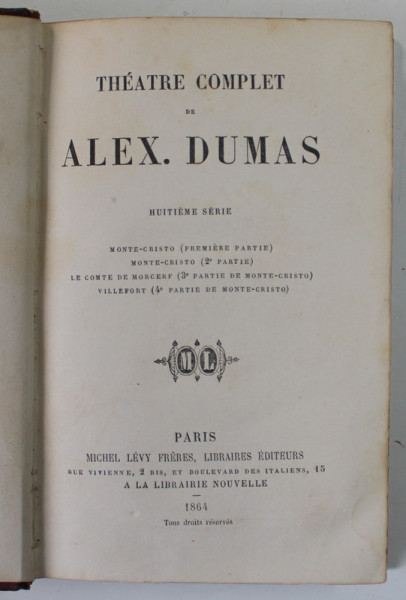 THÉATRE COMPLET
DE
ALEX. DUMAS
HUITIÈME SÉRIE
MONTE-CRISTO (PREMIÈRE PARTIE)
MONTE-CRISTO (2e PARTIE)
LE COMTE DE MORCERF (3e PARTIE DE MONTE-CRISTO)
VILLEFORT (4e PARTIE DE MONTE-CRISTO)
ML
PARIS
MICHEL LÉVY FRÈRES, LIBRAIRES ÉDITEURS
RUE VIVIENNE, 2 BIS, ET BOULEVARD DES ITALIENS, 15
A LA LIBRAIRIE NOUVELLE
—
1864
Tous droits réservés